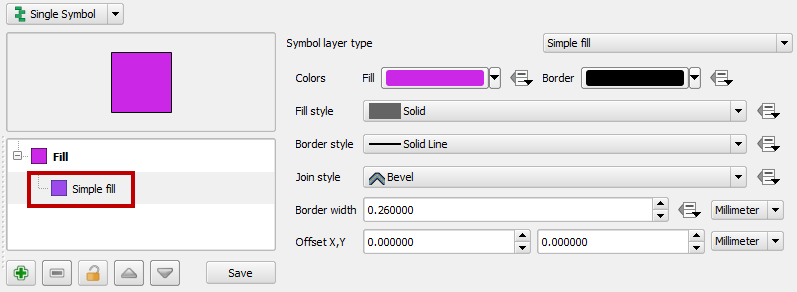 Single Symbol
Symbol layer type Simple fill
Colors Fill Border
Fill style Solid
Fill
Border style Solid Line
Simple fill
Join style Bevel
Border width 0.260000 Millimeter
Offset X,Y 0.000000 0.000000 Millimeter
Save